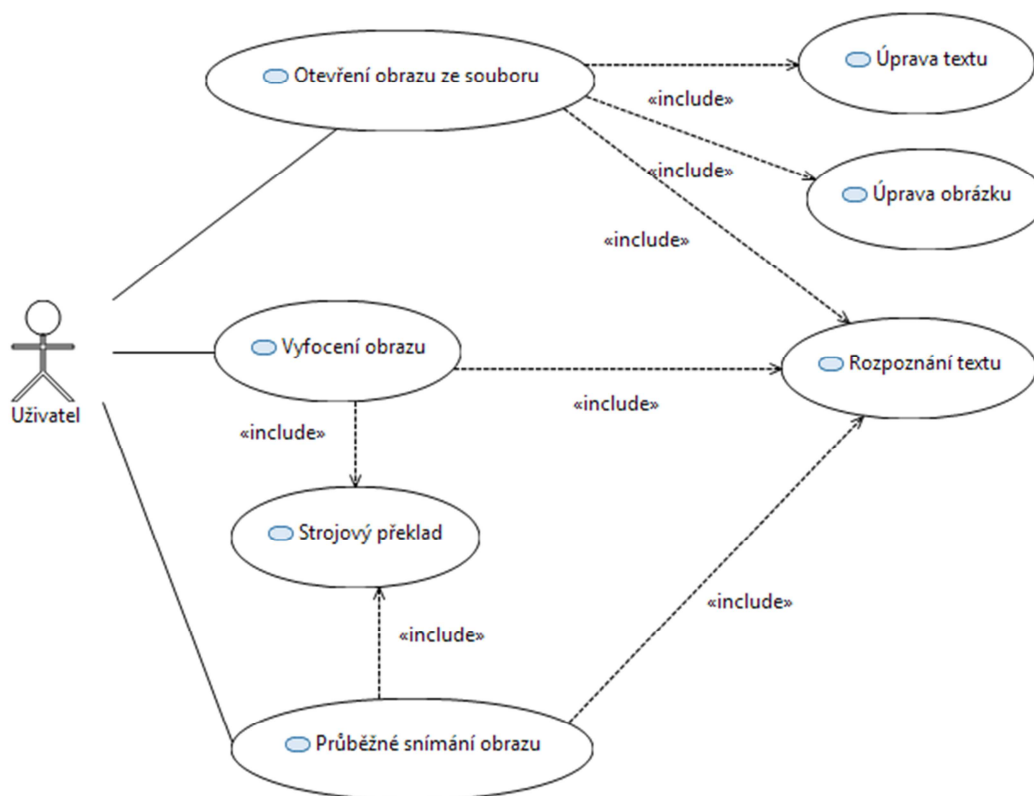 Otevření obrazu ze souboru
Úprava textu
«include»
«include»
Úprava obrázku
«include»
Vyfocení obrazu
Rozpoznání textu
Uživatel
«include»
«include»
Strojový překlad
«include»
«include»
Průběžné snímání obrazu